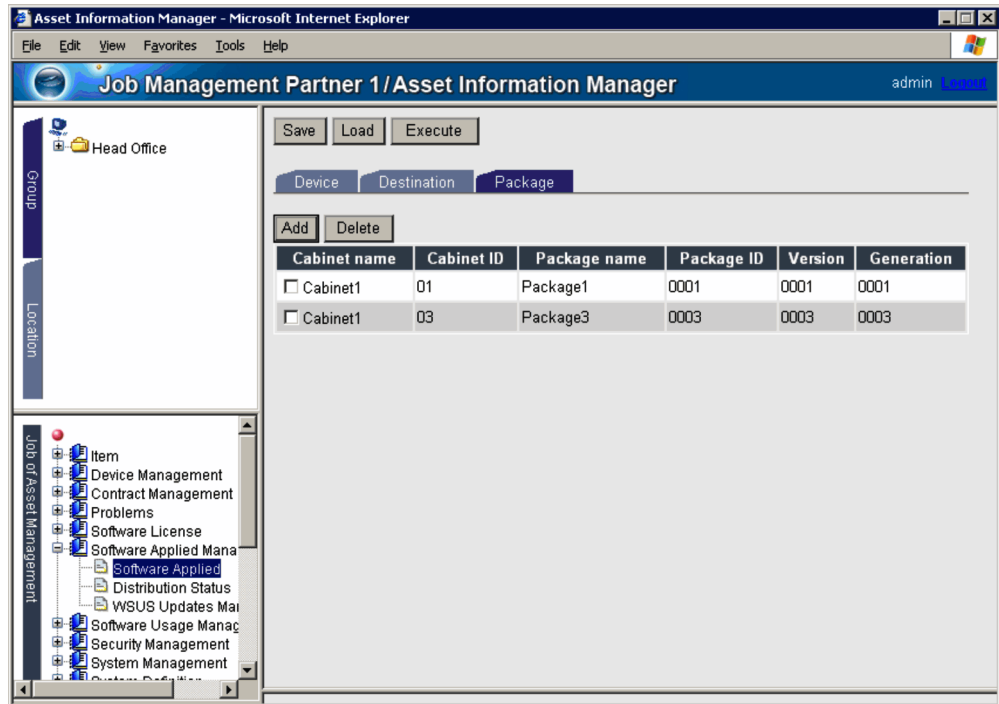 Asset Information Manager - Microsoft Internet Explorer
File Edit View Favorites Tools Help
Job Management Partner 1/Asset Information Manager
admin Logout
Group
Location
Head Office
Save Load Execute
Device Destination Package
Add Delete
Cabinet name Cabinet ID Package name Package ID Version Generation
Cabinet1 01 Package1 0001 0001 0001
Cabinet1 03 Package3 0003 0003 0003
Job of Asset Management
Item
Device Management
Contract Management
Problems
Software License
Software Applied Mana
Software Applied
Distribution Status
WSUS Updates Mai
Software Usage Manag
Security Management
System Management
System Definition